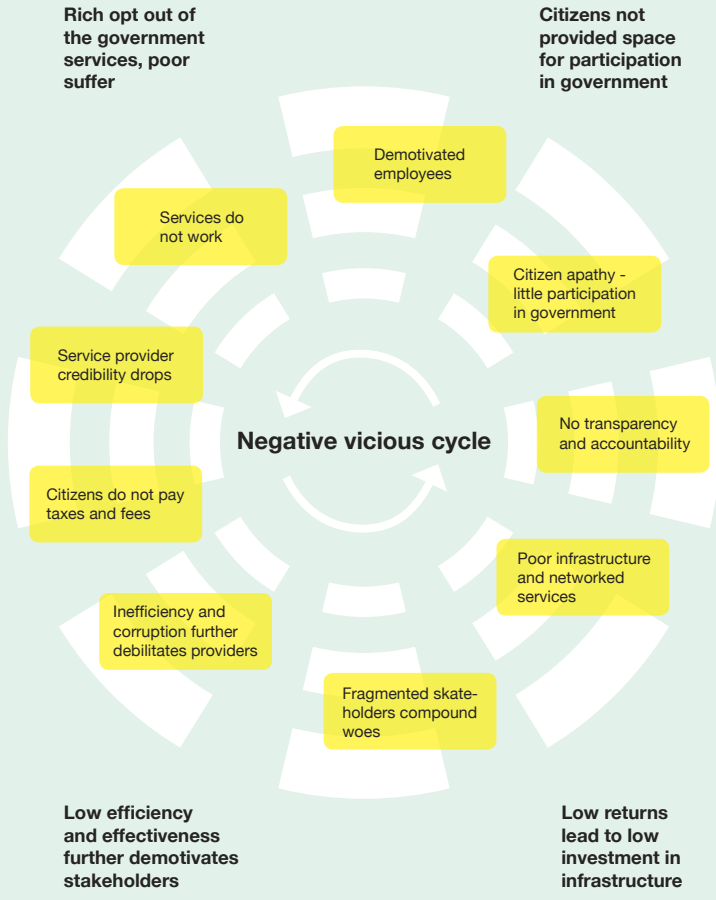 Rich opt out of
the government
services, poor
suffer
Citizens not
provided space
for participation
in government
Demotivated
employees
Services do
not work
Citizen apathy -
little participation
in government
Service provider
credibility drops
No transparency
and accountability
Negative vicious cycle
Citizens do not pay
taxes and fees
Poor infrastructure
and networked
services
Inefficiency and
corruption further
debilitates providers
Fragmented skate-
holders compound
woes
Low efficiency
and effectiveness
further demotivates
stakeholders
Low returns
lead to low
investment in
infrastructure